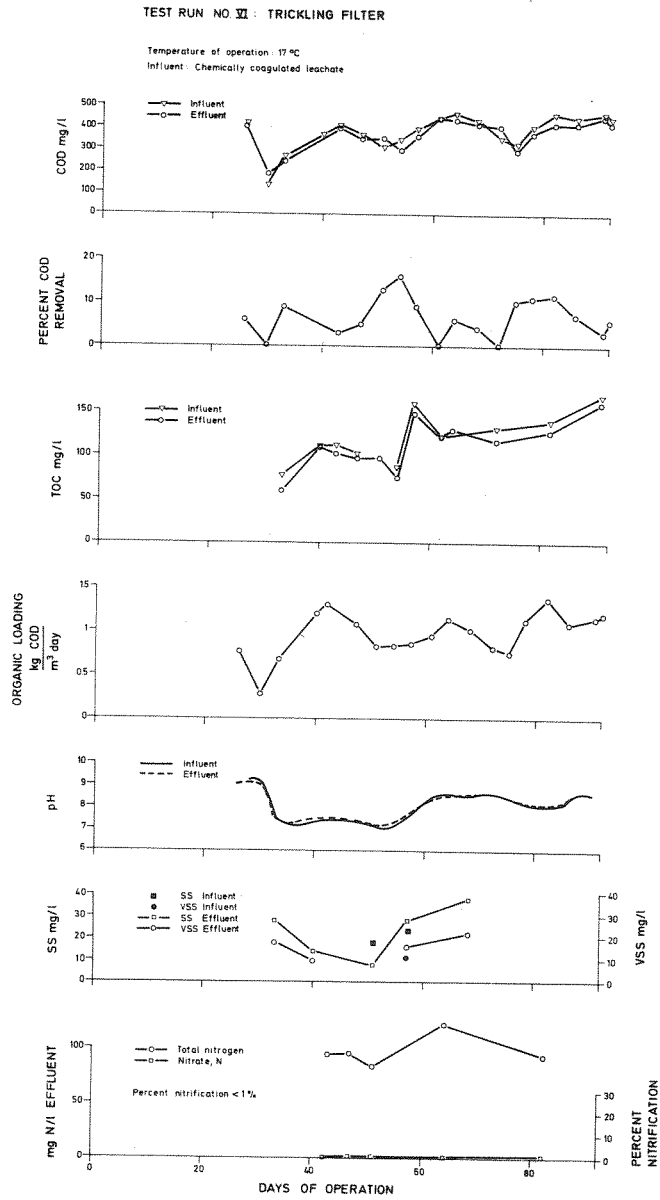 TEST RUN NO. VI : TRICKLING FILTER
Temperature of operation : 17 °C
Influent : Chemically coagulated leachate
COD mg/l
500
400
300
200
100
0
Influent
Effluent
PERCENT COD
REMOVAL
20
10
0
TOC mg/l
150
100
50
0
Influent
Effluent
ORGANIC LOADING
kg COD
m³ day
1.5
1
0.5
0
pH
10
9
8
7
6
Influent
Effluent
SS mg/l
40
30
20
10
0
SS Influent
VSS Influent
SS Effluent
VSS Effluent
40
30
20
10
0
VSS mg/l
mg N/l EFFLUENT
100
50
0
Total nitrogen
Nitrate, N
Percent nitrification < 1 %
30
20
10
0
PERCENT
NITRIFICATION
0 20 40 60 80
DAYS OF OPERATION